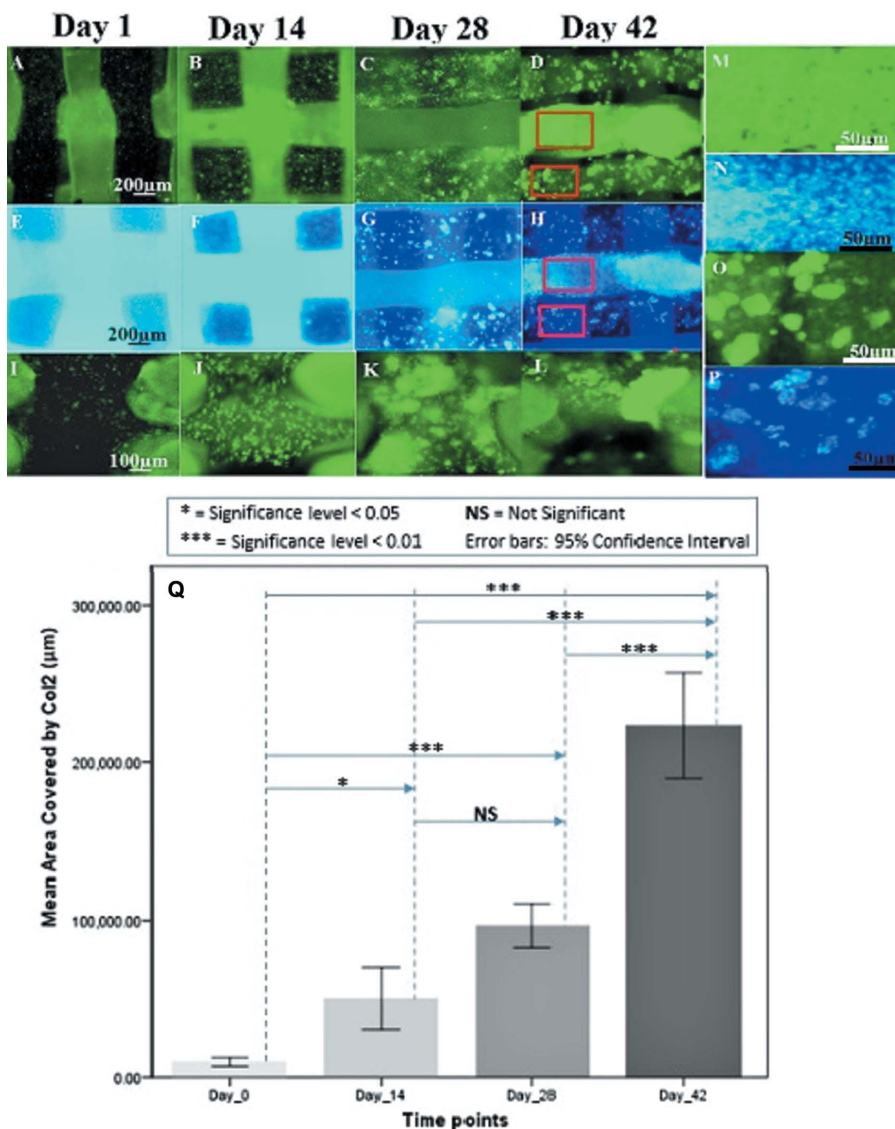 Day 1 Day 14 Day 28 Day 42
A B C D M
200µm 50µm
E F G H N
200µm 50µm
I J K L O
100µm 50µm
P
50µm
* = Significance level < 0.05 NS = Not Significant
*** = Significance level < 0.01 Error bars: 95% Confidence Interval
Q
***
***
***
***
*
NS
300,000.00
200,000.00
100,000.00
0.00
Mean Area Covered by Col2 (µm)
Day_0 Day_14 Day_28 Day_42
Time points